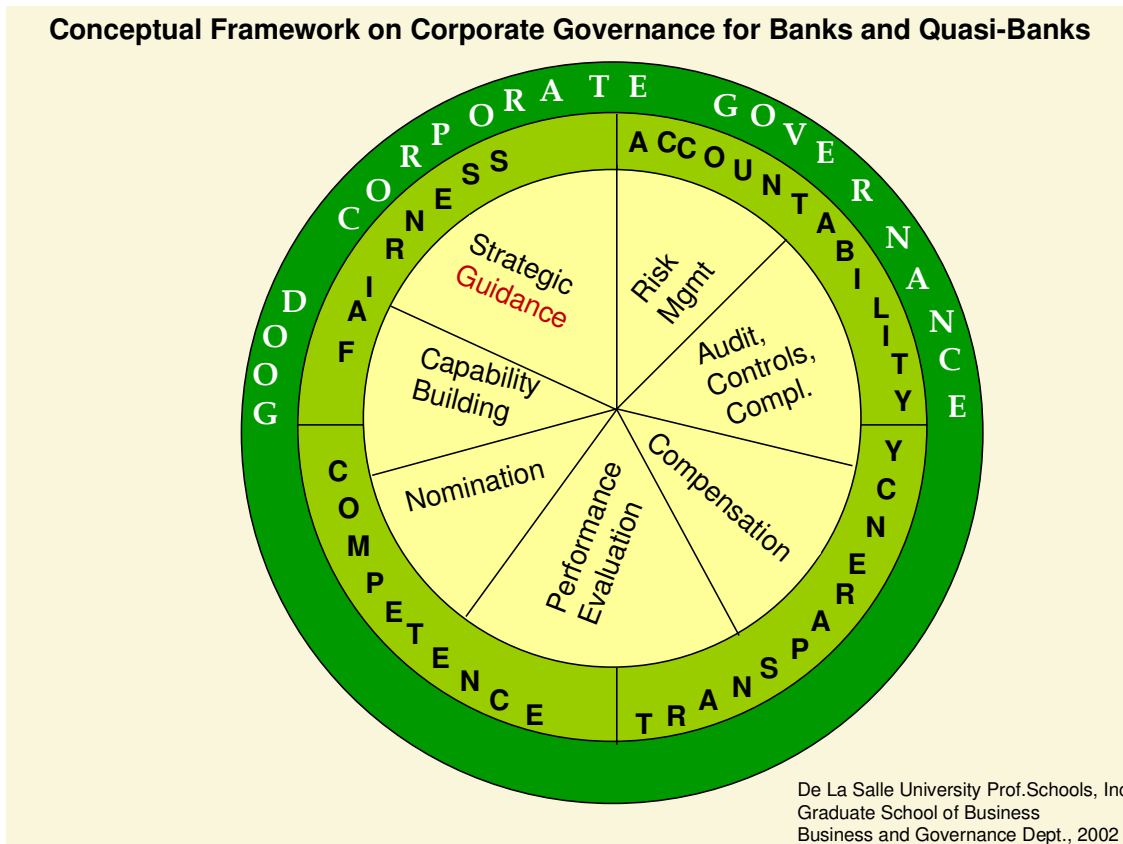 Conceptual Framework on Corporate Governance for Banks and Quasi-Banks
GOOD CORPORATE GOVERNANCE
FAIRNESS
ACCOUNTABILITY
Strategic
Guidance
Risk
Mgmt
Audit,
Controls,
Compl.
Capability
Building
Nomination
Performance
Evaluation
Compensation
COMPETENCE
TRANSPARENCY
De La Salle University Prof.Schools, Inc
Graduate School of Business
Business and Governance Dept., 2002